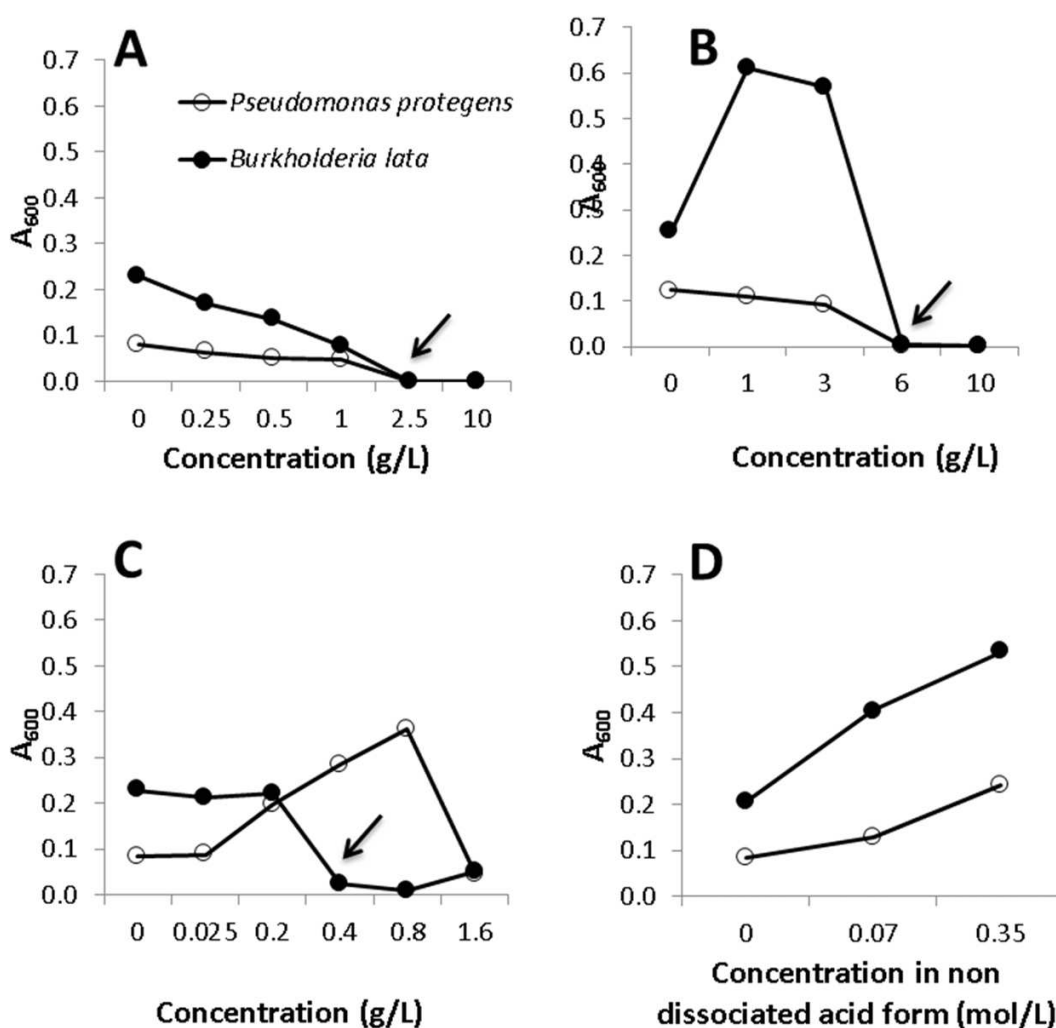 A
0.7
0.6
0.5
0.4
0.3
0.2
0.1
0.0
A600
Pseudomonas protegens
Burkholderia lata
0 0.25 0.5 1 2.5 10
Concentration (g/L)
B
0.7
0.6
0.5
0.4
0.3
0.2
0.1
0.0
A600
0 1 3 6 10
Concentration (g/L)
C
0.7
0.6
0.5
0.4
0.3
0.2
0.1
0.0
A600
0 0.025 0.2 0.4 0.8 1.6
Concentration (g/L)
D
0.7
0.6
0.5
0.4
0.3
0.2
0.1
0.0
A600
0 0.07 0.35
Concentration in non
dissociated acid form (mol/L)